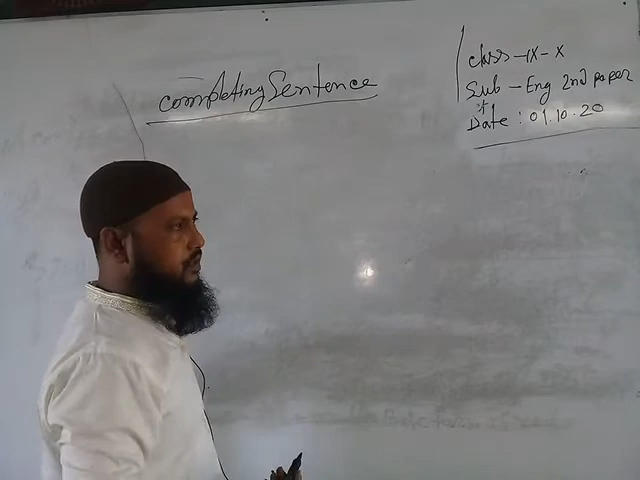 completing Sentence
Class - IX - X
Sub - Eng 2nd paper
Date : 01.10.20